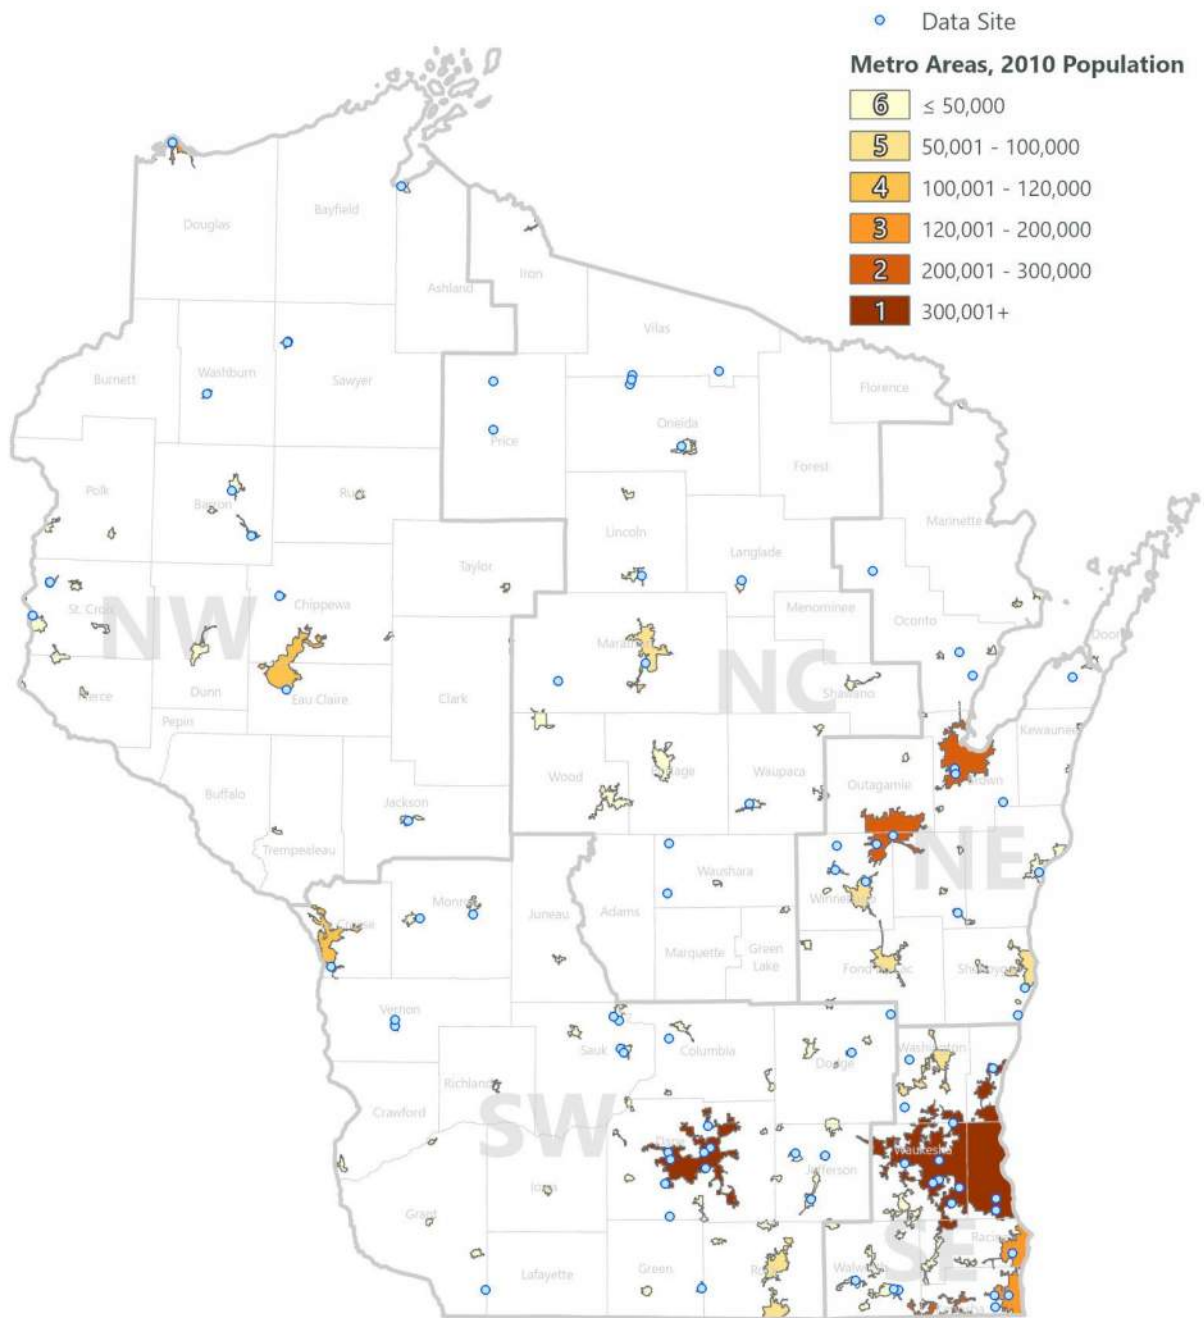 Data Site
Metro Areas, 2010 Population
6 ≤ 50,000
5 50,001 - 100,000
4 100,001 - 120,000
3 120,001 - 200,000
2 200,001 - 300,000
1 300,001+
Douglas
Bayfield
Ashland
Iron
Vilas
Burnett
Washburn
Sawyer
Florence
Oneida
Price
Forest
Polk
Barron
Rusk
Marinette
Lincoln
Langlade
Taylor
St. Croix
NW
Chippewa
Menominee
Oconto
Door
Marathon
NC
Pierce
Dunn
Eau Claire
Clark
Shawano
Pepin
Kewaunee
Wood
Portage
Waupaca
Outagamie
Brown
Buffalo
Jackson
Trempealeau
Waushara
NE
Monroe
Juneau
Adams
Winnebago
Marquette
Green
Lake
Fond du Lac
Sheboygan
Vernon
Sauk
Columbia
Dodge
Washington
Richland
Crawford
SW
Dane
Jefferson
Waukesha
Iowa
Grant
SE
Racine
Lafayette
Green
Walworth